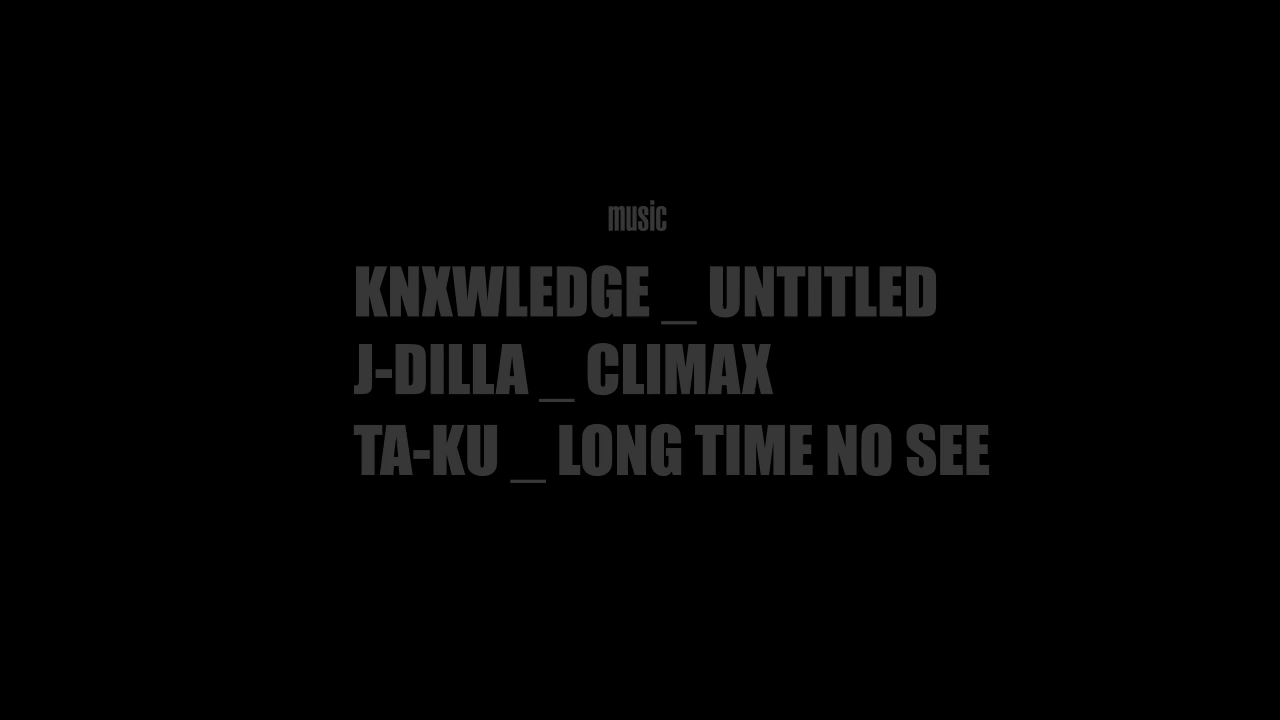 music
KNXWLEDGE _ UNTITLED
J-DILLA _ CLIMAX
TA-KU _ LONG TIME NO SEE